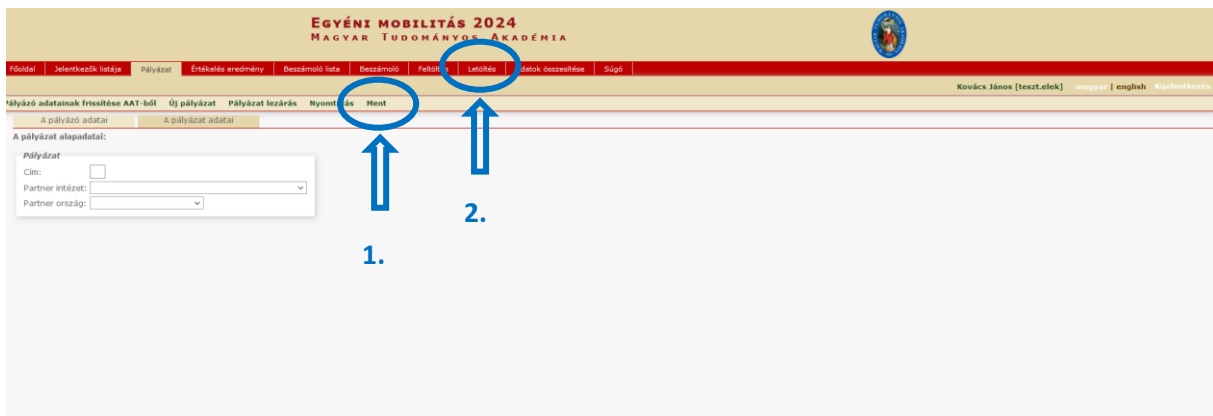 EGYÉNI MOBILITÁS 2024
MAGYAR TUDOMÁNYOS AKADÉMIA
Főoldal Jelentkezők listája Pályázat Értékelés eredmény Beszámoló lista Beszámoló Feltöltés Letöltés Adatok összesítése Súgó
Kovács János [teszt.elek] magyar | english Kijelentkezés
Pályázó adatainak frissítése AAT-ből Új pályázat Pályázat lezárás Nyomtatás Ment
A pályázó adatai A pályázat adatai
A pályázat alapadatai:
Pályázat
Cím:
Partner intézet:
Partner ország:
2.
1.